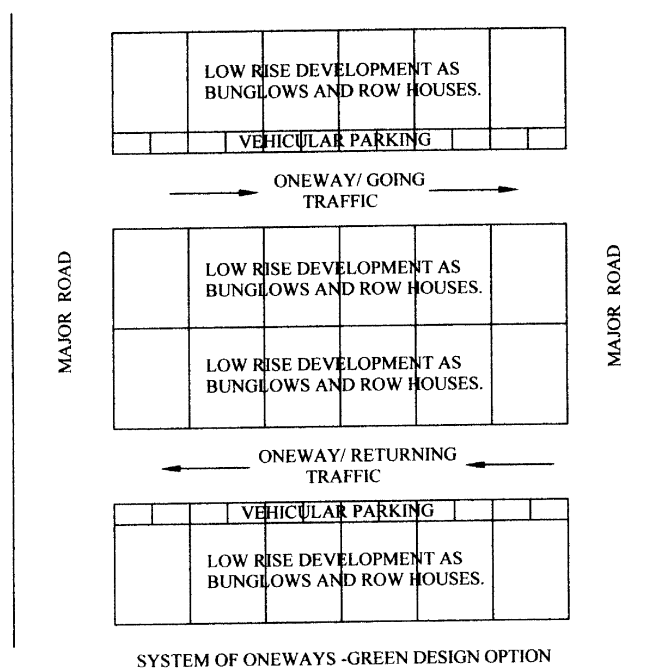 LOW RISE DEVELOPMENT AS
BUNGLOWS AND ROW HOUSES.
VEHICULAR PARKING
ONEWAY/ GOING
TRAFFIC
MAJOR ROAD
LOW RISE DEVELOPMENT AS
BUNGLOWS AND ROW HOUSES.
LOW RISE DEVELOPMENT AS
BUNGLOWS AND ROW HOUSES.
MAJOR ROAD
ONEWAY/ RETURNING
TRAFFIC
VEHICULAR PARKING
LOW RISE DEVELOPMENT AS
BUNGLOWS AND ROW HOUSES.
SYSTEM OF ONEWAYS -GREEN DESIGN OPTION